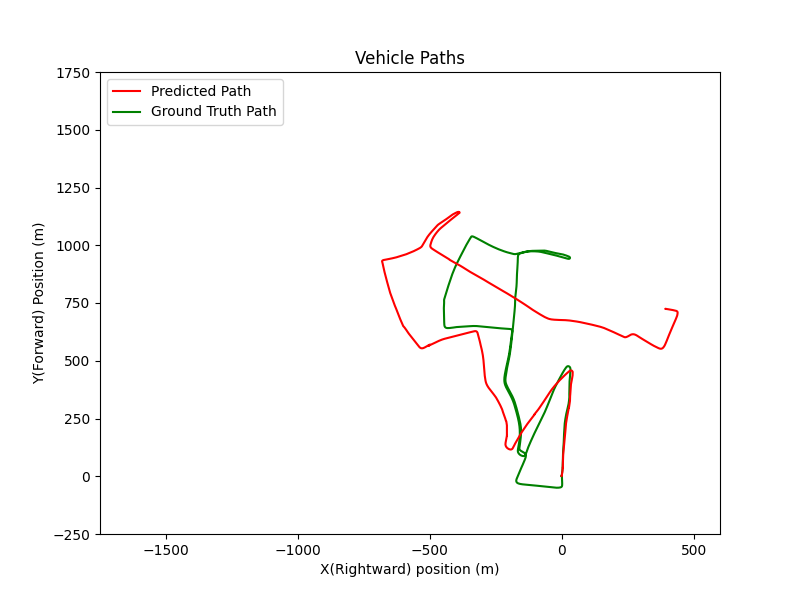 Vehicle Paths
Predicted Path
Ground Truth Path
1750
1500
1250
1000
750
500
250
0
−250
Y(Forward) Position (m)
−1500
−1000
−500
0
500
X(Rightward) position (m)